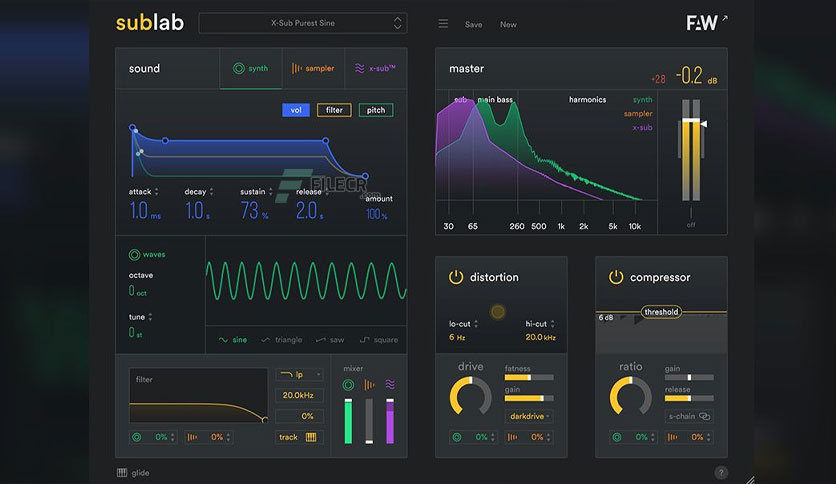 sublab
X-Sub Purest Sine
Save
New
FAW
sound
synth
sampler
x-sub™
vol
filter
pitch
FILECR
.com
attack
decay
sustain
release
amount
1.0 ms
1.0 s
73 %
2.0 s
100 %
waves
octave
0 oct
tune
0 st
sine
triangle
saw
square
filter
lp
20.0kHz
0%
track
0%
0%
mixer
glide
master
+2.8
-0.2 dB
sub
main bass
harmonics
synth
sampler
x-sub
30
65
260
500
1k
2k
5k
10k
off
distortion
lo-cut
hi-cut
6 Hz
20.0 kHz
drive
fatness
gain
darkdrive
0%
0%
compressor
threshold
6 dB
ratio
gain
release
s-chain
0%
0%
?